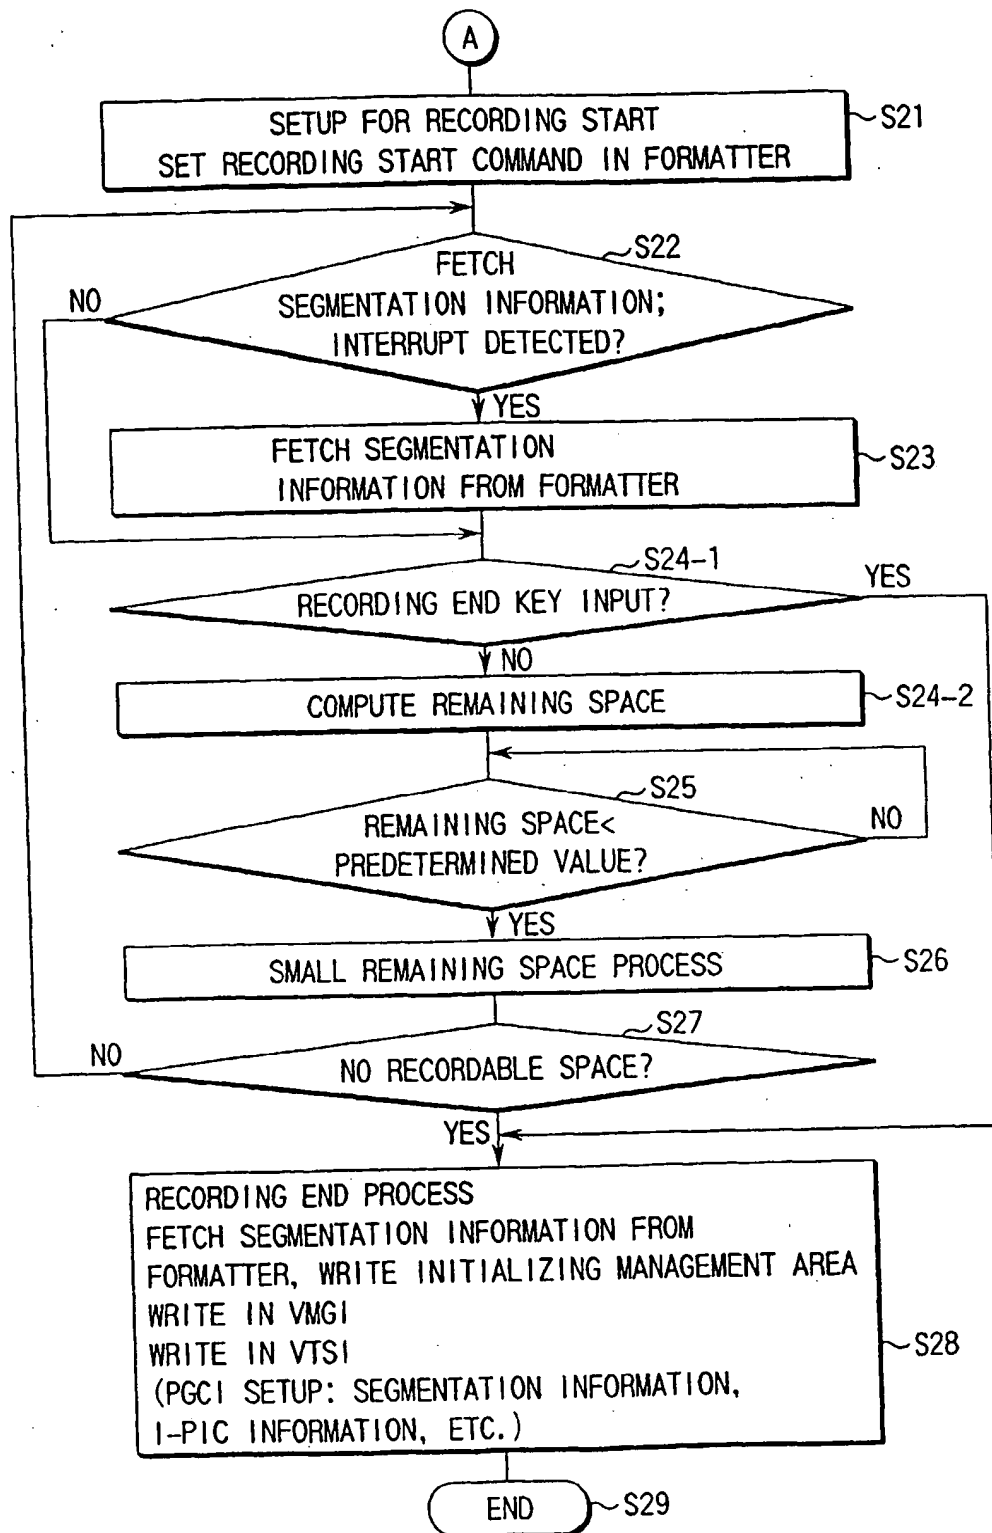 A
SETUP FOR RECORDING START
SET RECORDING START COMMAND IN FORMATTER
S21
S22
FETCH
SEGMENTATION INFORMATION;
INTERRUPT DETECTED?
NO
YES
FETCH SEGMENTATION
INFORMATION FROM FORMATTER
S23
S24-1
RECORDING END KEY INPUT?
YES
NO
COMPUTE REMAINING SPACE
S24-2
S25
REMAINING SPACE<
PREDETERMINED VALUE?
NO
YES
SMALL REMAINING SPACE PROCESS
S26
S27
NO RECORDABLE SPACE?
NO
YES
RECORDING END PROCESS
FETCH SEGMENTATION INFORMATION FROM
FORMATTER, WRITE INITIALIZING MANAGEMENT AREA
WRITE IN VMGI
WRITE IN VTSI
(PGCI SETUP: SEGMENTATION INFORMATION,
I-PIC INFORMATION, ETC.)
S28
END
S29